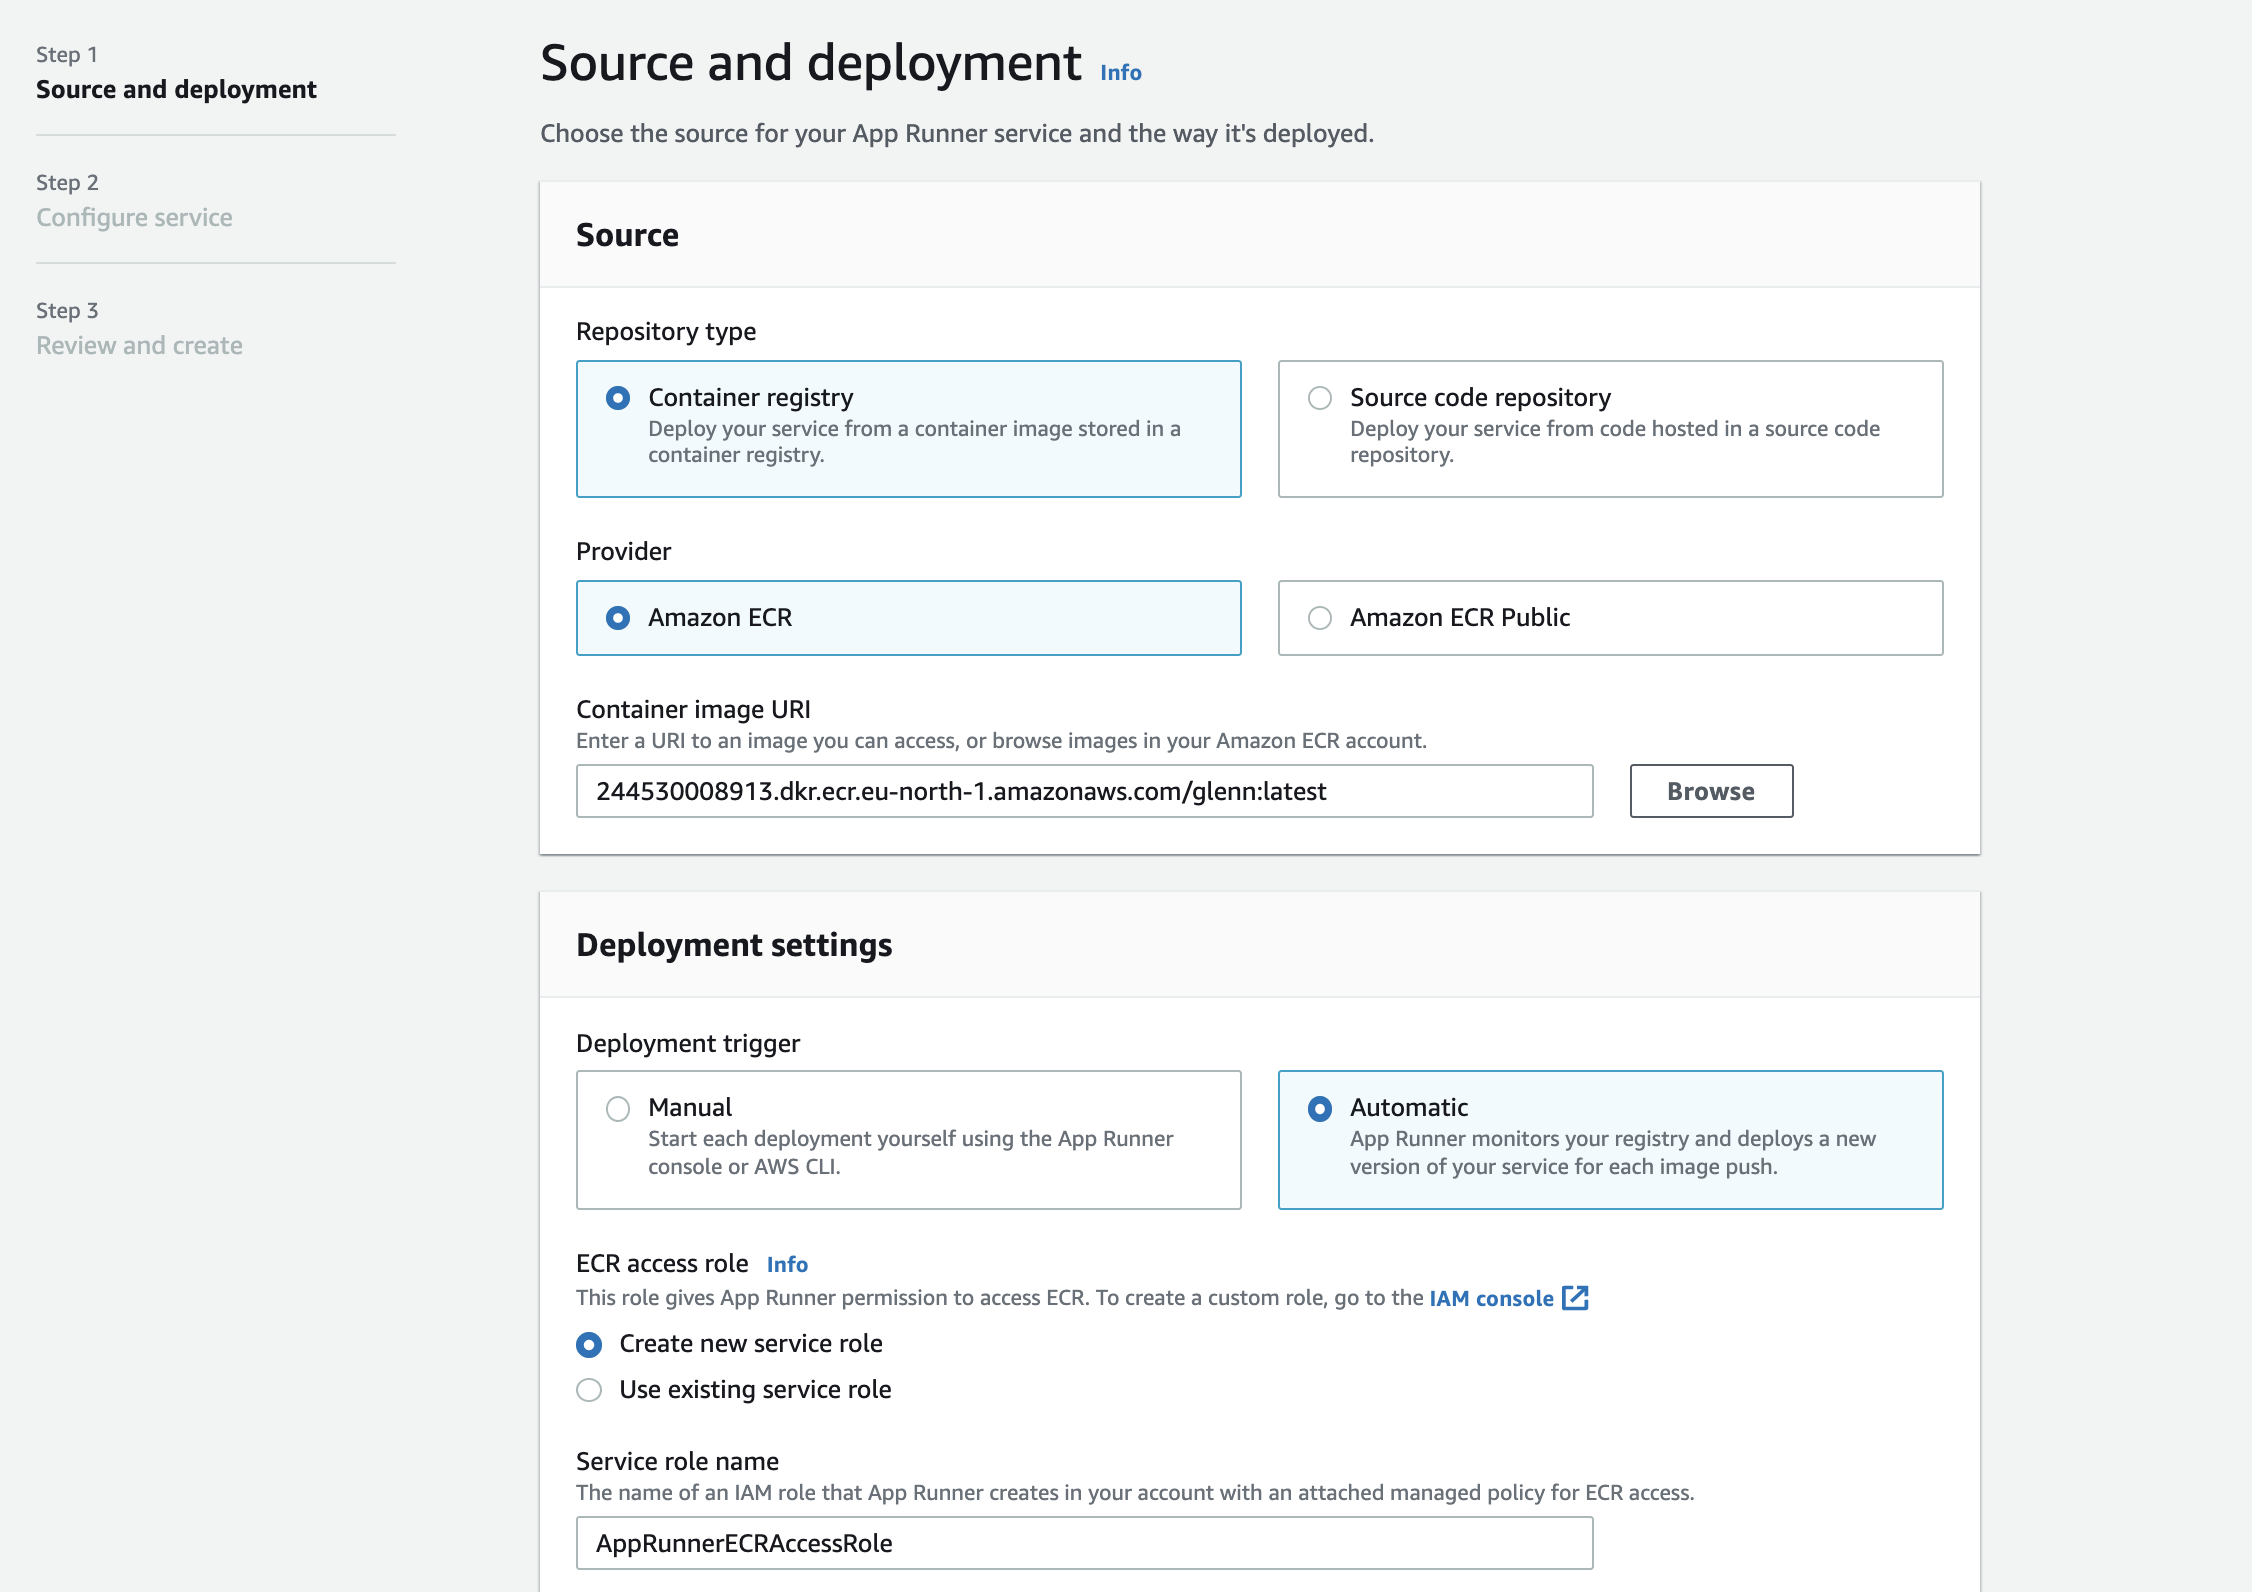 Step 1
Source and deployment
Step 2
Configure service
Step 3
Review and create
Source and deployment Info
Choose the source for your App Runner service and the way it's deployed.
Source
Repository type
Container registry
Deploy your service from a container image stored in a
container registry.
Source code repository
Deploy your service from code hosted in a source code
repository.
Provider
Amazon ECR
Amazon ECR Public
Container image URI
Enter a URI to an image you can access, or browse images in your Amazon ECR account.
244530008913.dkr.ecr.eu-north-1.amazonaws.com/glenn:latest
Browse
Deployment settings
Deployment trigger
Manual
Start each deployment yourself using the App Runner
console or AWS CLI.
Automatic
App Runner monitors your registry and deploys a new
version of your service for each image push.
ECR access role Info
This role gives App Runner permission to access ECR. To create a custom role, go to the IAM console
Create new service role
Use existing service role
Service role name
The name of an IAM role that App Runner creates in your account with an attached managed policy for ECR access.
AppRunnerECRAccessRole